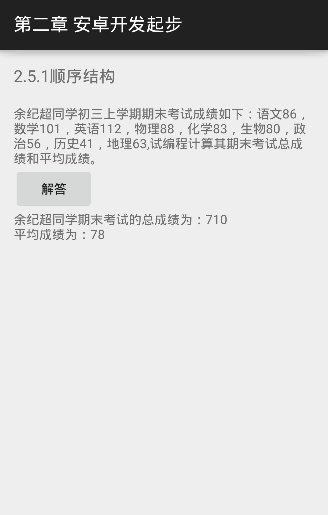 第二章 安卓开发起步
2.5.1顺序结构
余纪超同学初三上学期期末考试成绩如下：语文86，
数学101，英语112，物理88，化学83，生物80，政
治56，历史41，地理63,试编程计算其期末考试总成
绩和平均成绩。
解答
余纪超同学期末考试的总成绩为：710
平均成绩为：78